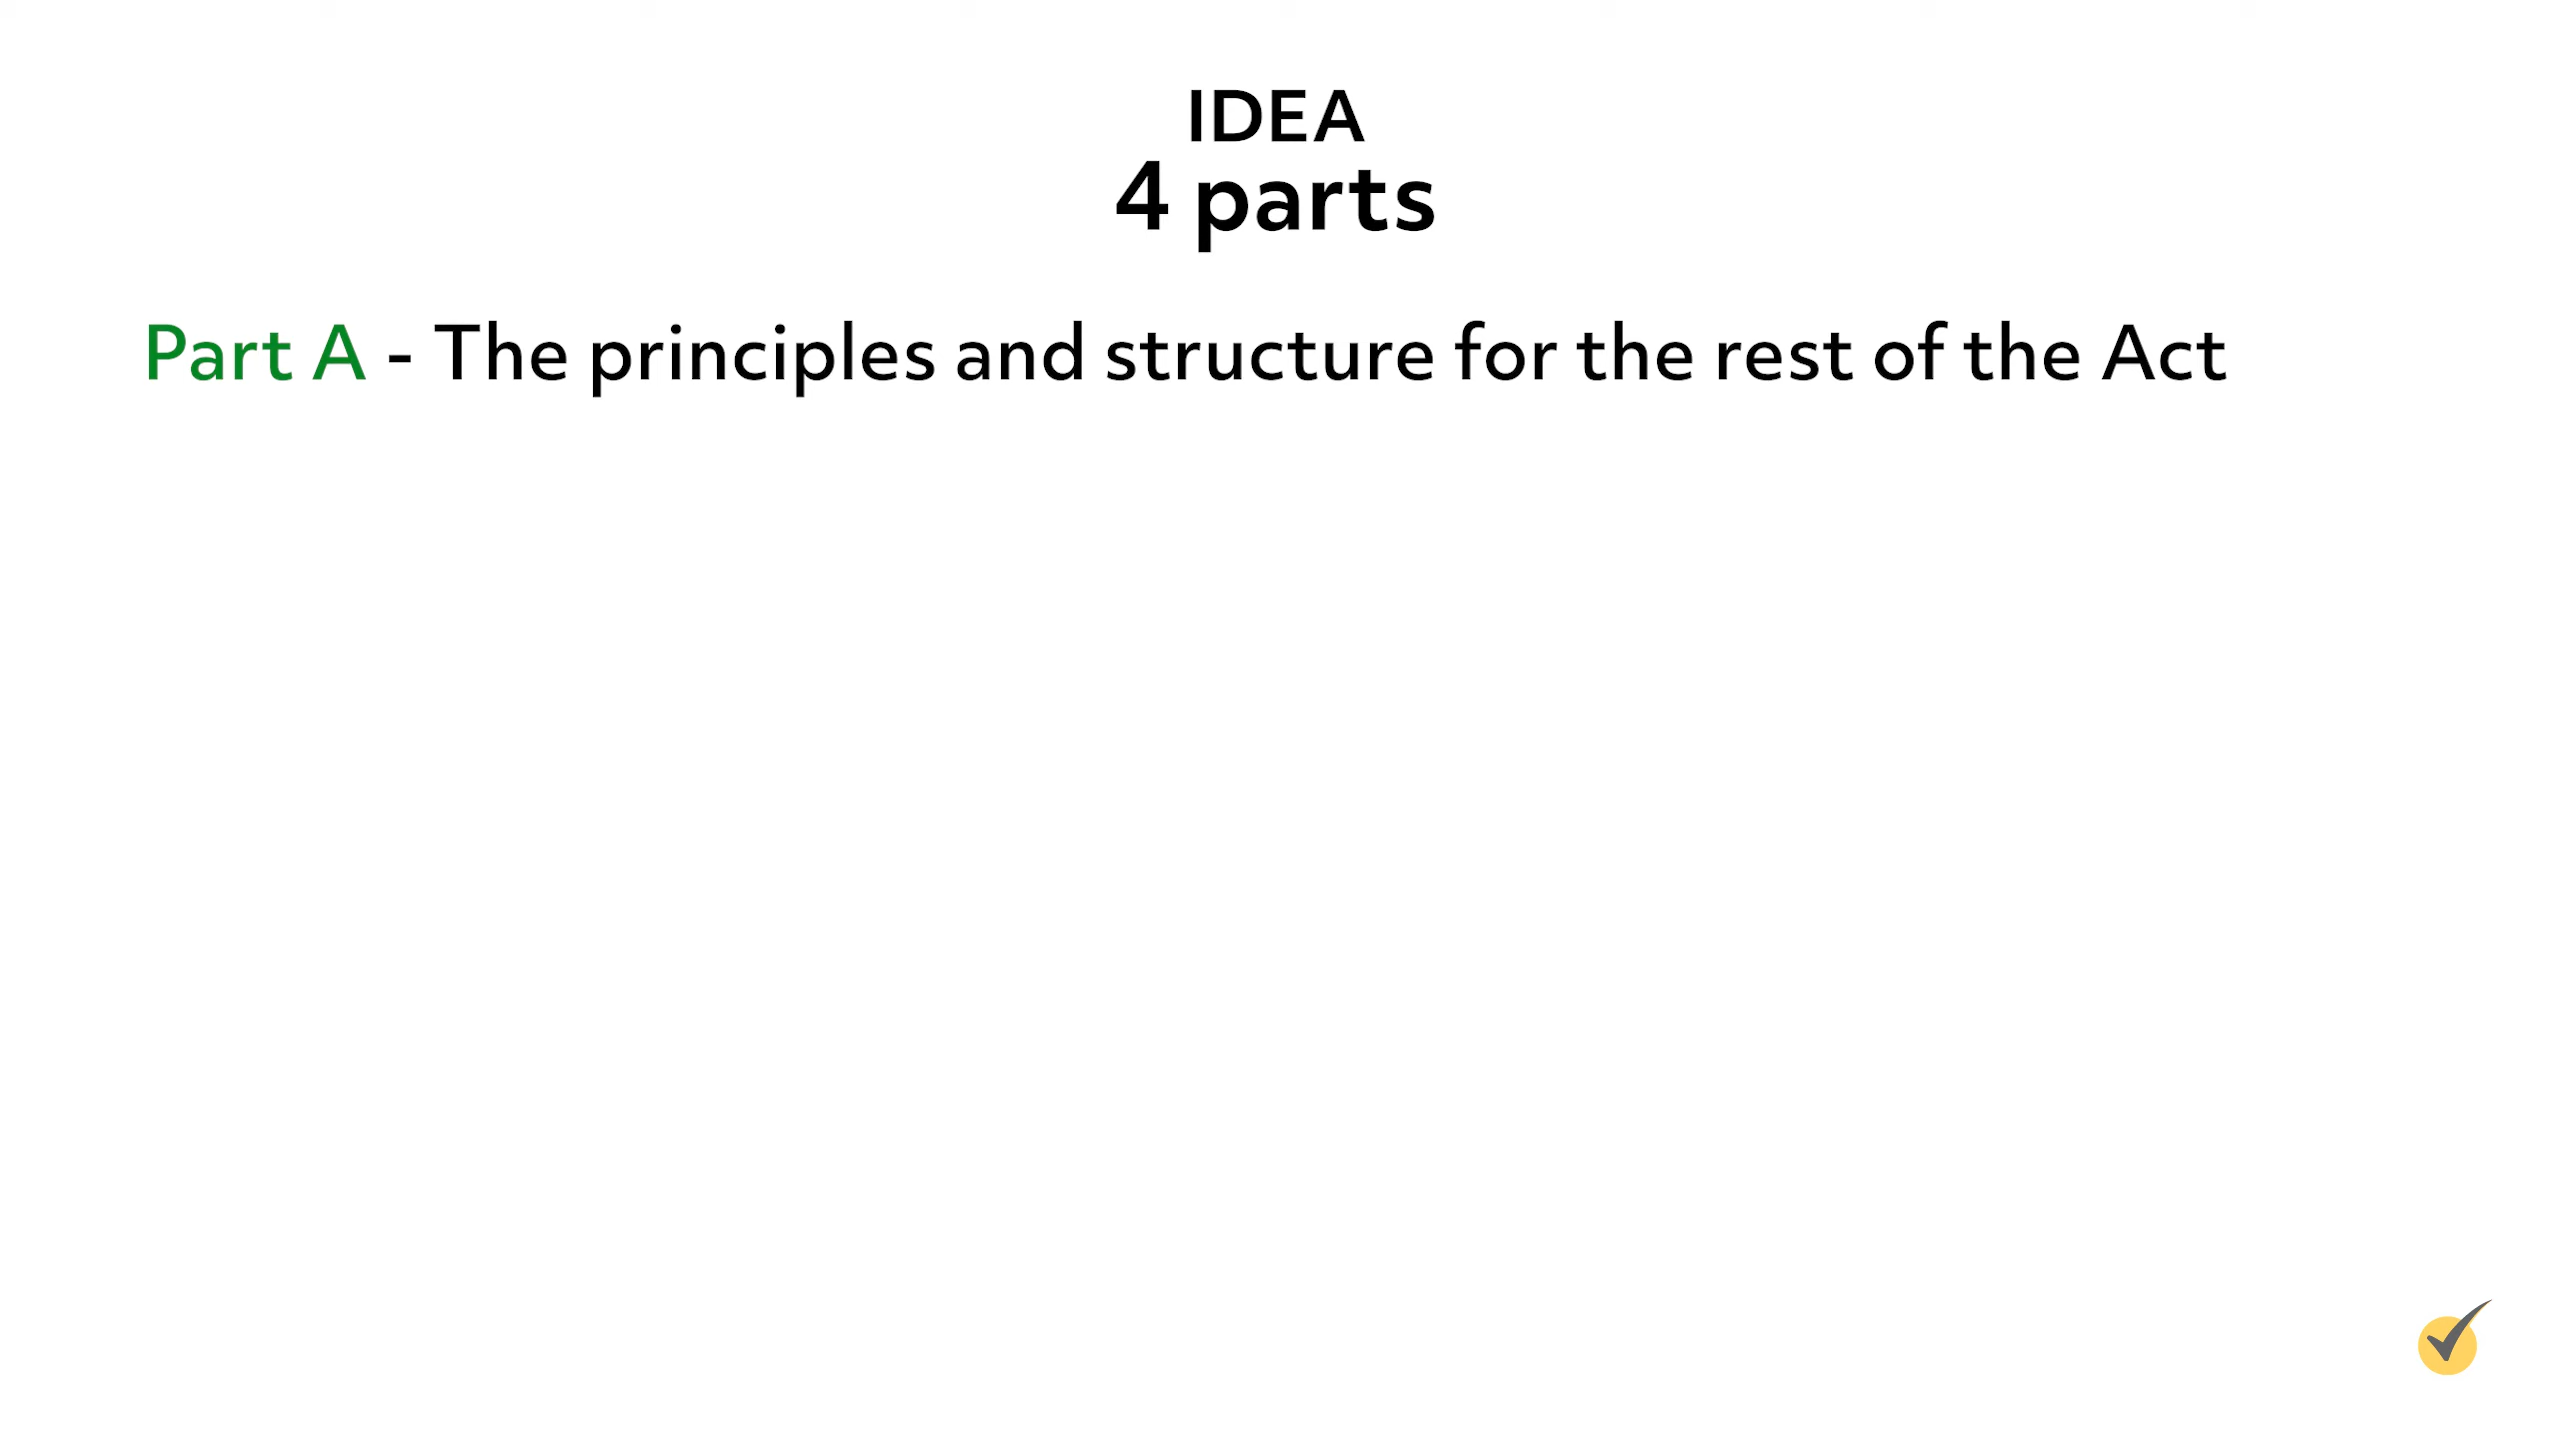 IDEA
4 parts
Part A - The principles and structure for the rest of the Act